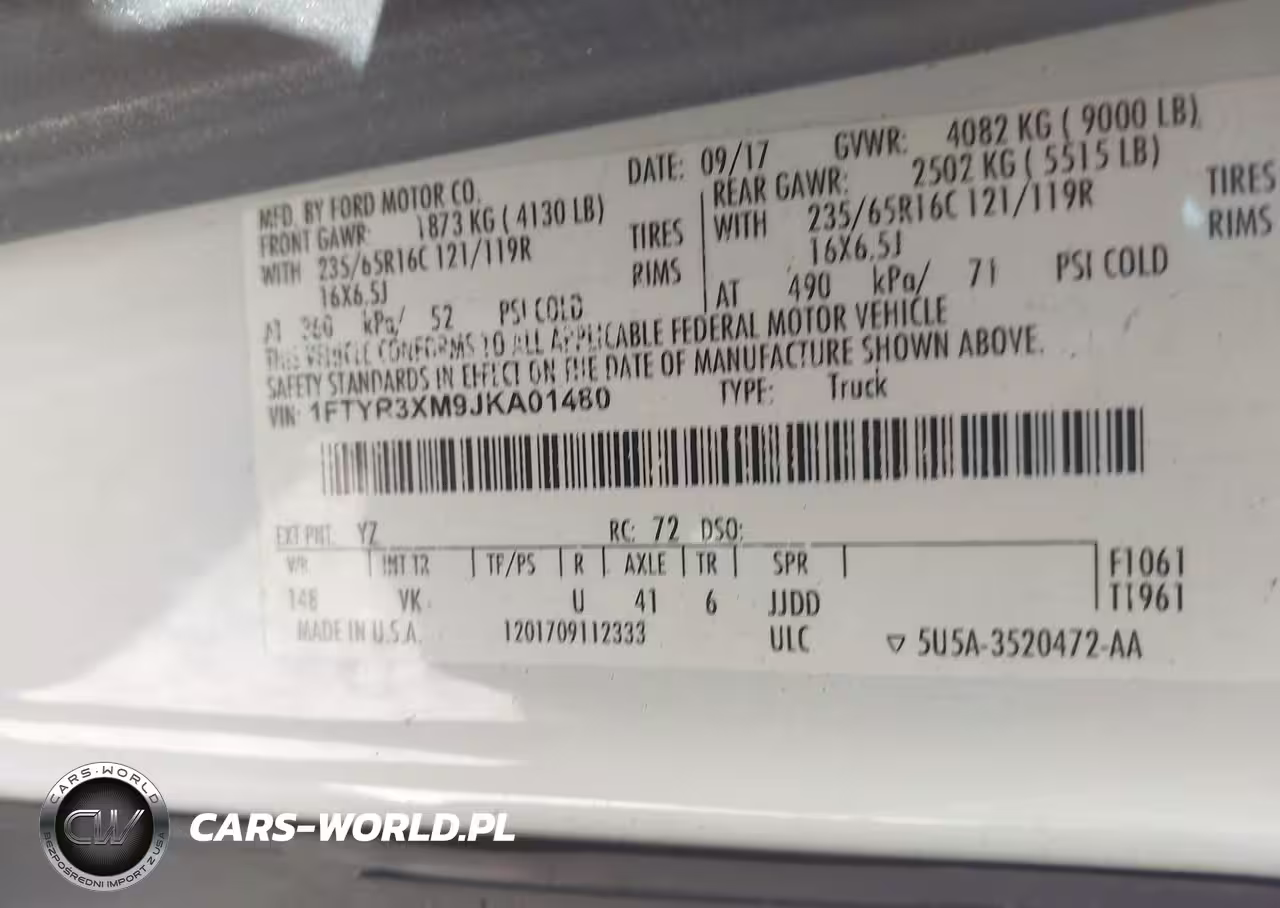 MFD. BY FORD MOTOR CO. DATE: 09/17 GVWR: 4082 KG ( 9000 LB)
FRONT GAWR: 1873 KG ( 4130 LB) REAR GAWR: 2502 KG ( 5515 LB)
WITH 235/65R16C 121/119R TIRES WITH 235/65R16C 121/119R TIRES
16X6.5J RIMS 16X6.5J RIMS
AT 360 kPa/ 52 PSI COLD AT 490 kPa/ 71 PSI COLD
THIS VEHICLE CONFORMS TO ALL APPLICABLE FEDERAL MOTOR VEHICLE
SAFETY STANDARDS IN EFFECT ON THE DATE OF MANUFACTURE SHOWN ABOVE.
VIN: 1FTYR3XM9JKA01480 TYPE: Truck
EXT PNT: YZ RC: 72 DSO:
WB INT TR TP/PS R AXLE TR SPR F1061
148 VK U 41 6 JJDD T1961
MADE IN U.S.A. 1201709112333 ULC ▽ 5U5A-3520472-AA
CARS-WORLD
CW
BEZPOŚREDNI IMPORT Z USA
CARS-WORLD.PL